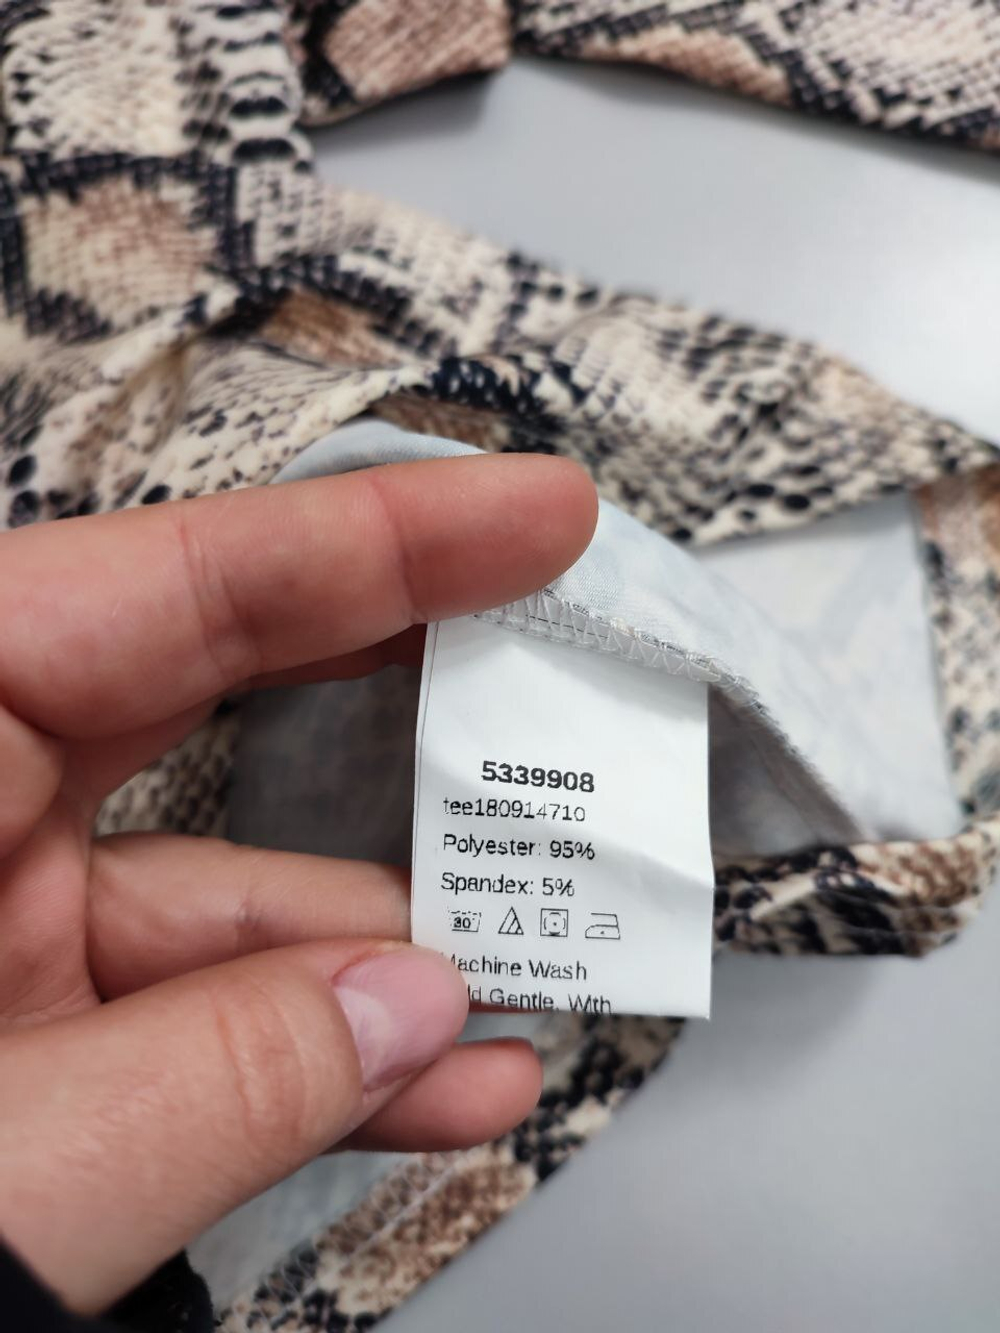 5339908
tee180914710
Polyester: 95%
Spandex: 5%
30
Machine Wash
Gentle, With